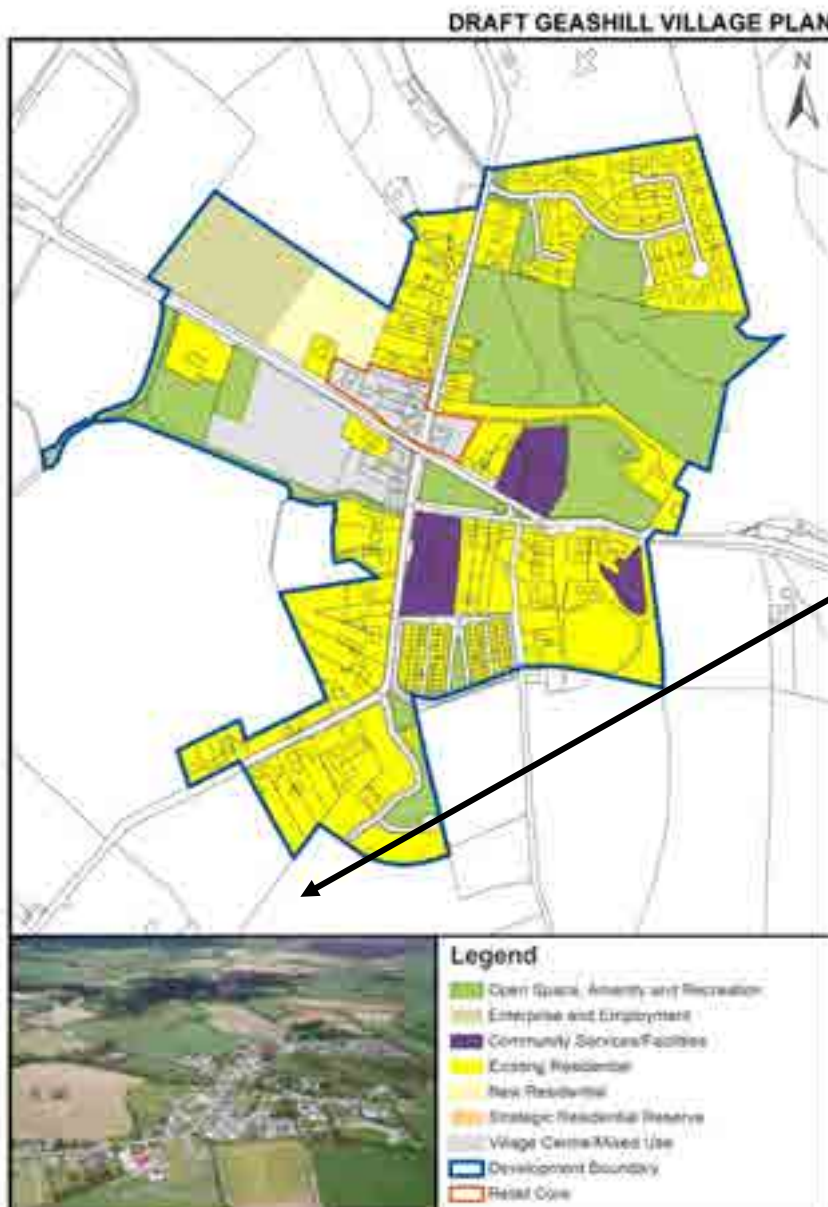 DRAFT GEASHILL VILLAGE PLAN
N
Legend
Open Space, Amenity and Recreation
Enterprise and Employment
Community Services/Facilities
Existing Residential
New Residential
Strategic Residential Reserve
Village Centre/Mixed Use
Development Boundary
Retail Core